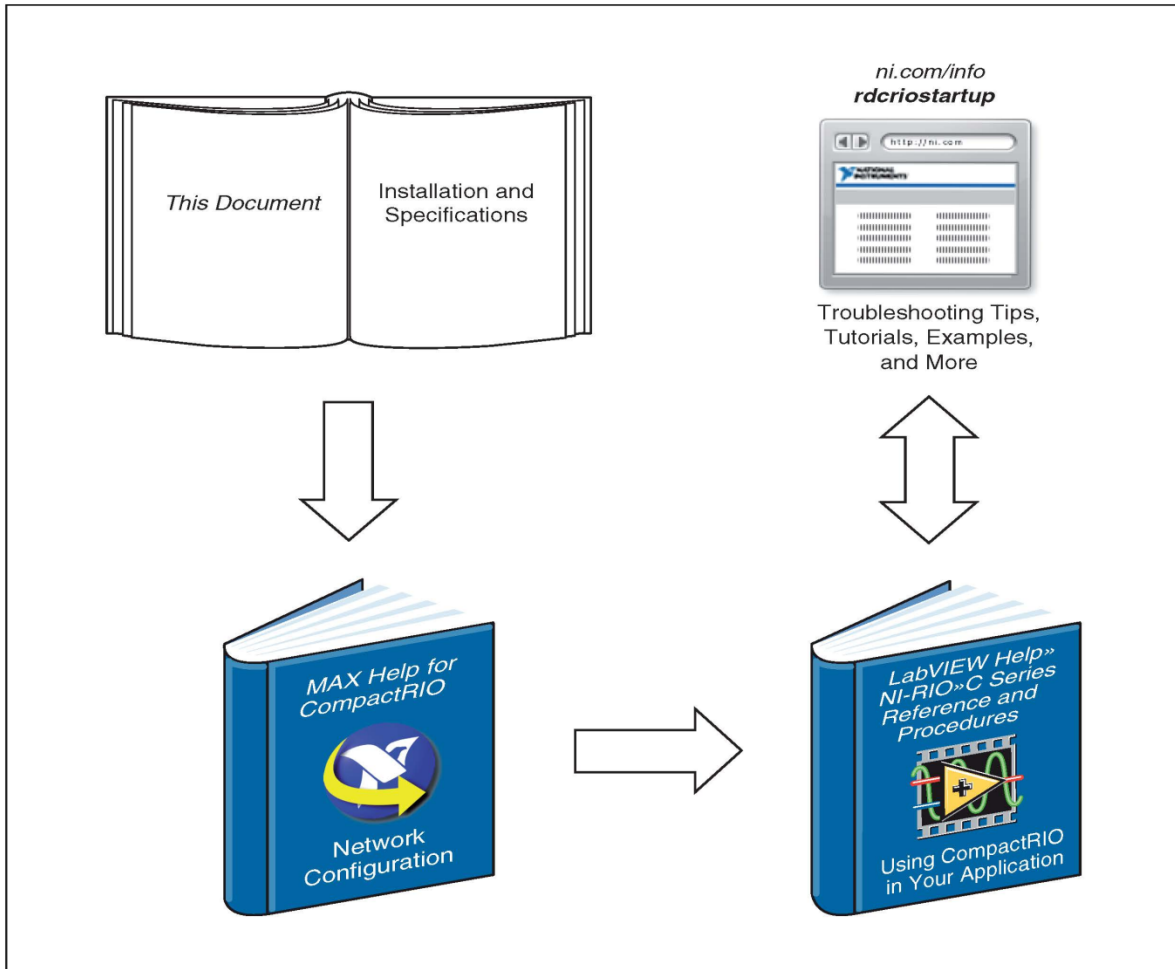 This Document
Installation and
Specifications
ni.com/info
rdcriostartup
http://ni.com
NATIONAL
INSTRUMENTS
Troubleshooting Tips,
Tutorials, Examples,
and More
MAX Help for
CompactRIO
Network
Configuration
LabVIEW Help»
NI-RIO»C Series
Reference and
Procedures
Using CompactRIO
in Your Application